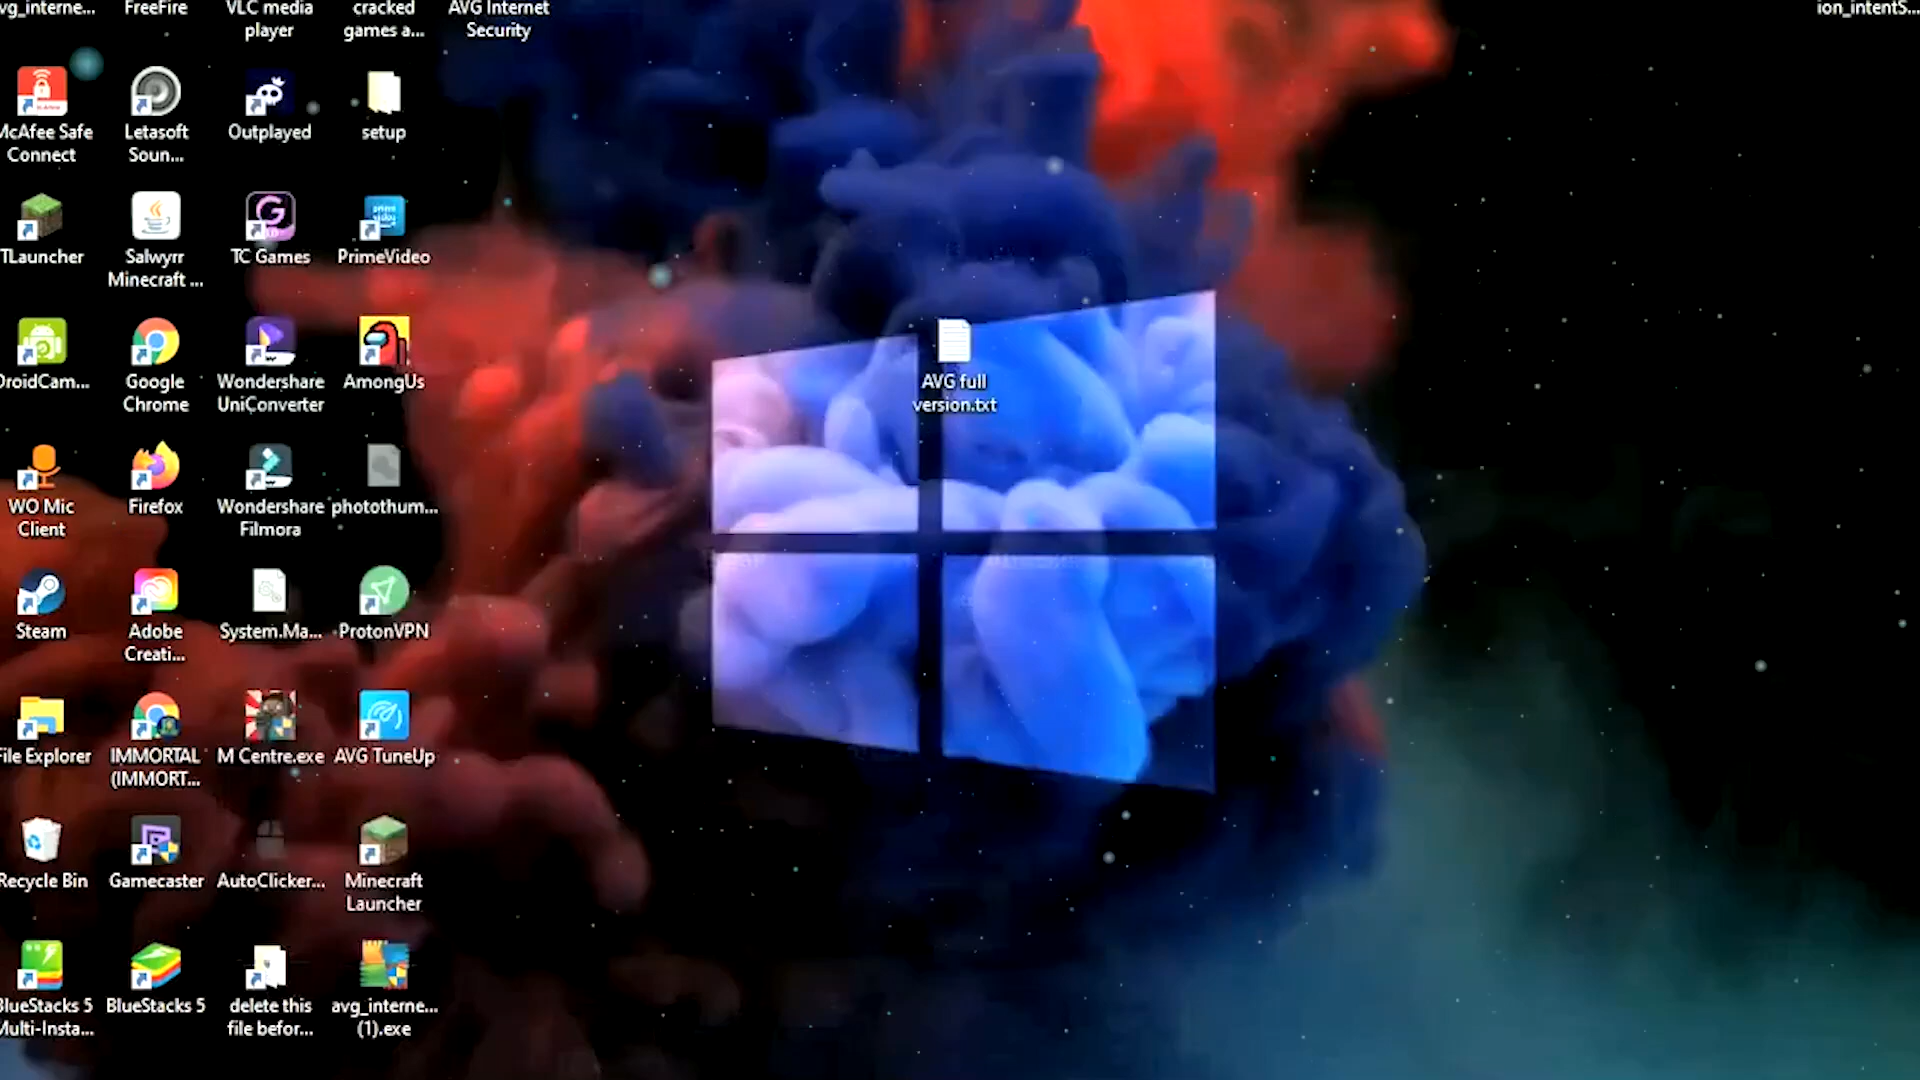 vg_interne...
FreeFire
VLC media
player
cracked
games a...
AVG Internet
Security
ion_intentS...
McAfee Safe
Connect
Letasoft
Soun...
Outplayed
setup
TLauncher
Salwyrr
Minecraft ...
TC Games
PrimeVideo
DroidCam...
Google
Chrome
Wondershare
UniConverter
AmongUs
AVG full
version.txt
WO Mic
Client
Firefox
Wondershare
Filmora
photothum...
Steam
Adobe
Creati...
System.Ma...
ProtonVPN
File Explorer
IMMORTAL
(IMMORT...
M Centre.exe
AVG TuneUp
Recycle Bin
Gamecaster
AutoClicker...
Minecraft
Launcher
BlueStacks 5
Multi-Insta...
BlueStacks 5
delete this
file befor...
avg_interne...
(1).exe